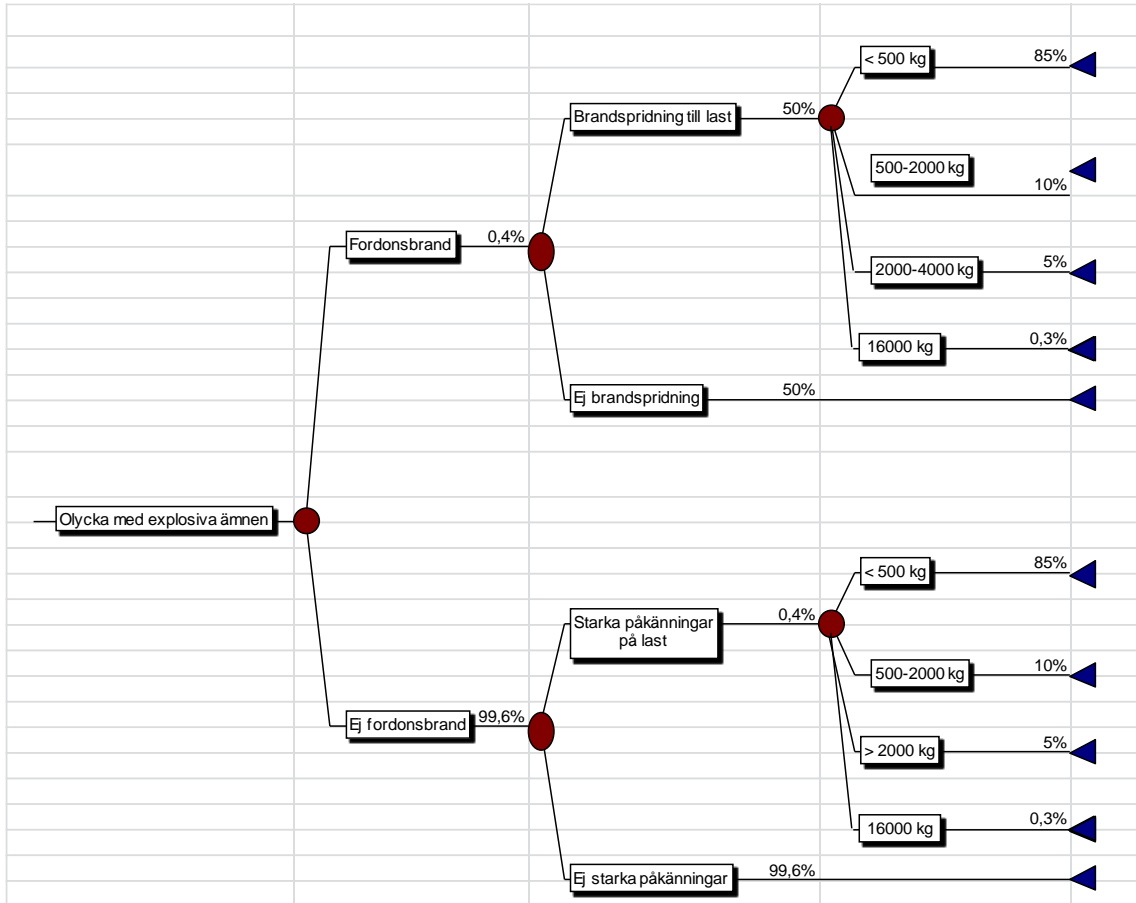 < 500 kg
85%
Brandspridning till last
50%
500-2000 kg
10%
Fordonsbrand
0,4%
2000-4000 kg
5%
16000 kg
0,3%
Ej brandspridning
50%
Olycka med explosiva ämnen
< 500 kg
85%
Starka påkänningar
på last
0,4%
500-2000 kg
10%
Ej fordonsbrand
99,6%
> 2000 kg
5%
16000 kg
0,3%
Ej starka påkänningar
99,6%